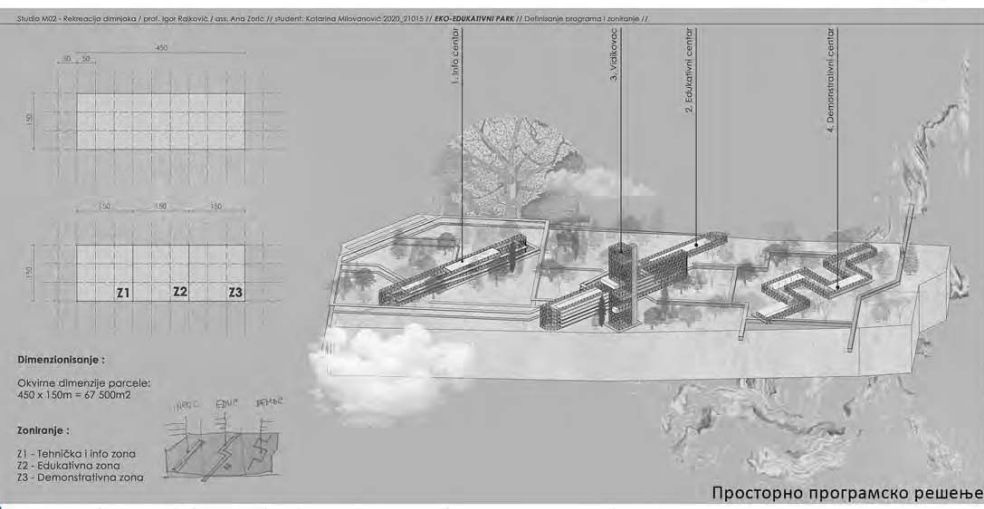 Studio M02 - Rekreacija dimnjaka / prof. Igor Rajković / ass. Ana Zorić // student: Katarina Milovanović 2020_21015 // EKO-EDUKATIVNI PARK // Definisanje programa i zoniranje //
450
50 50
150
1. Info centar
3. Vidikovac
2. Edukativni centar
4. Demonstrativni centar
150 150 150
150
Z1 Z2 Z3
Dimenzionisanje :
Okvirne dimenzije parcele:
450 x 150m = 67 500m2
Zoniranje :
Z1 - Tehnička i info zona
Z2 - Edukativna zona
Z3 - Demonstrativna zona
Просторно програмско решење